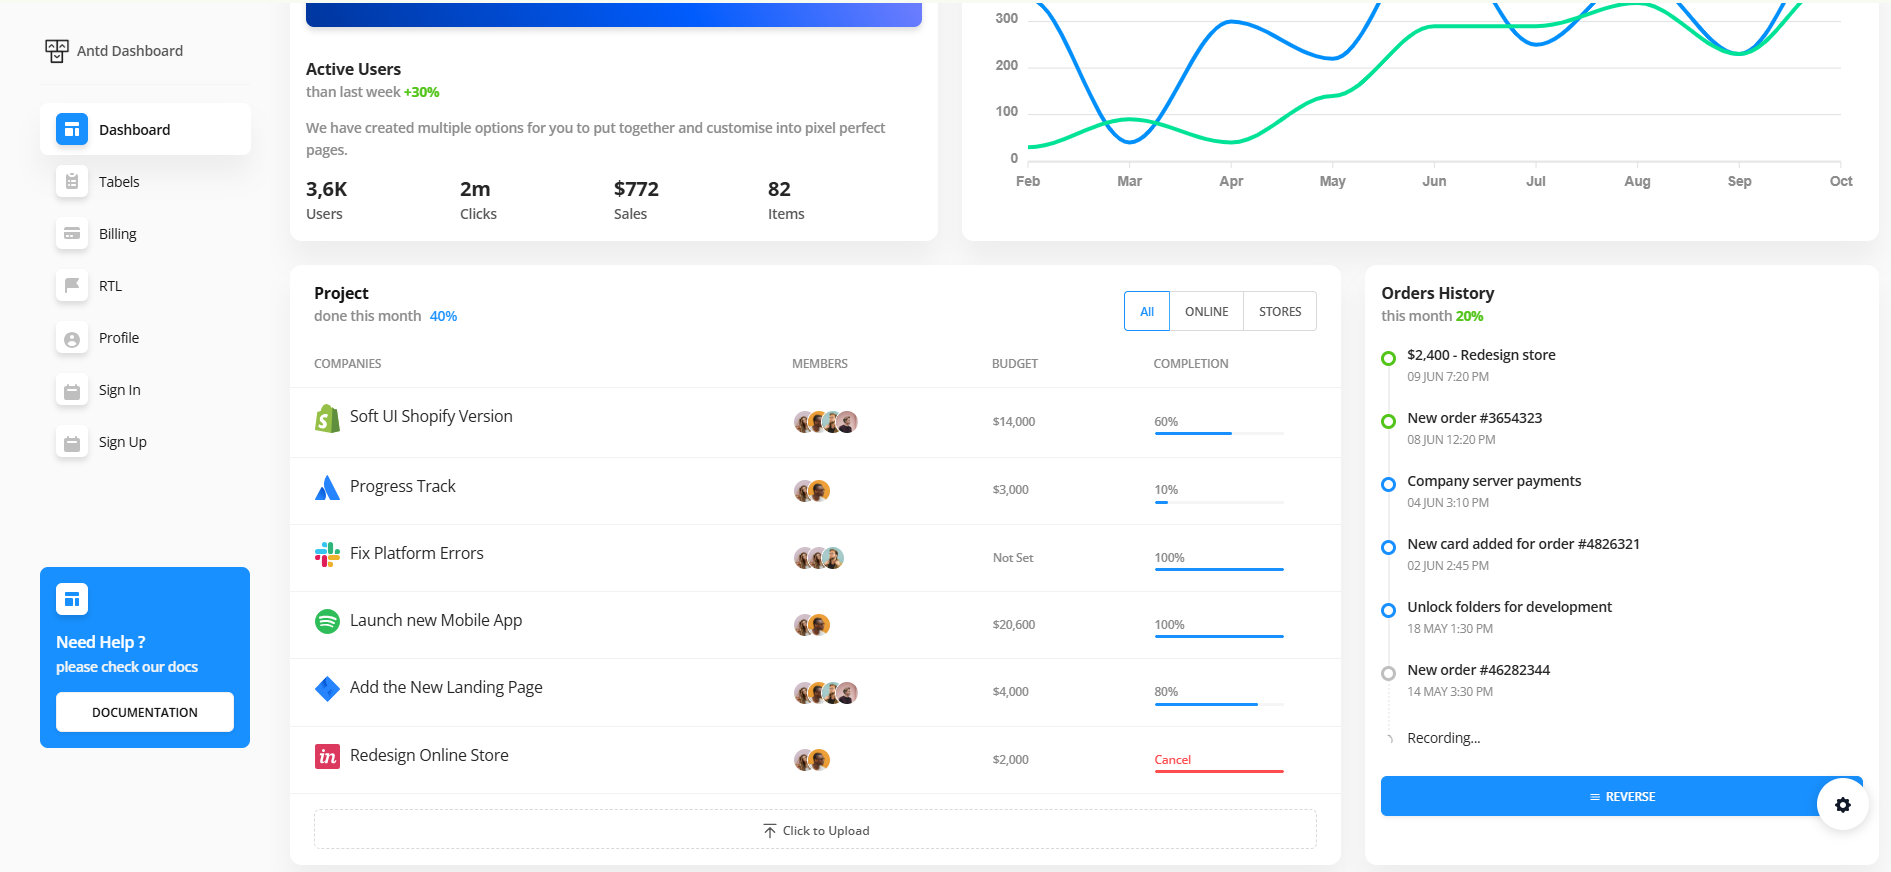 Antd Dashboard
Dashboard
Tabels
Billing
RTL
Profile
Sign In
Sign Up
Need Help ?
please check our docs
DOCUMENTATION
Active Users
than last week +30%
We have created multiple options for you to put together and customise into pixel perfect
pages.
3,6K
Users
2m
Clicks
$772
Sales
82
Items
300
200
100
0
Feb Mar Apr May Jun Jul Aug Sep Oct
Project
done this month 40%
All ONLINE STORES
COMPANIES MEMBERS BUDGET COMPLETION
Soft UI Shopify Version $14,000 60%
Progress Track $3,000 10%
Fix Platform Errors Not Set 100%
Launch new Mobile App $20,600 100%
Add the New Landing Page $4,000 80%
in Redesign Online Store $2,000 Cancel
Click to Upload
Orders History
this month 20%
$2,400 - Redesign store
09 JUN 7:20 PM
New order #3654323
08 JUN 12:20 PM
Company server payments
04 JUN 3:10 PM
New card added for order #4826321
02 JUN 2:45 PM
Unlock folders for development
18 MAY 1:30 PM
New order #46282344
14 MAY 3:30 PM
Recording...
REVERSE